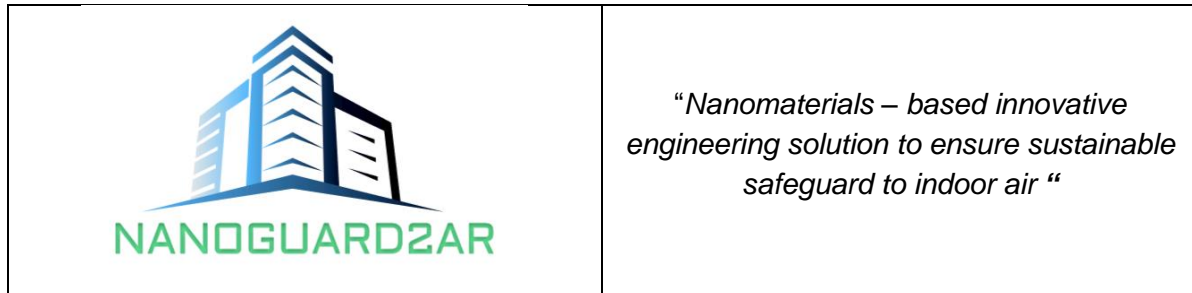 NANOGUARD2AR
“Nanomaterials – based innovative
engineering solution to ensure sustainable
safeguard to indoor air “